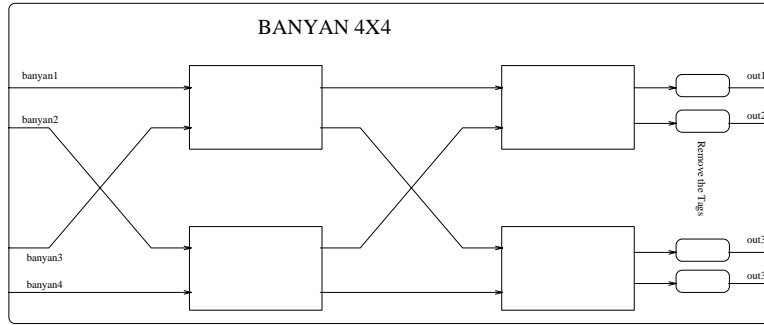 BANYAN 4X4
banyan1
out1
banyan2
out2
Remove the Tags
banyan3
out3
banyan4
out3